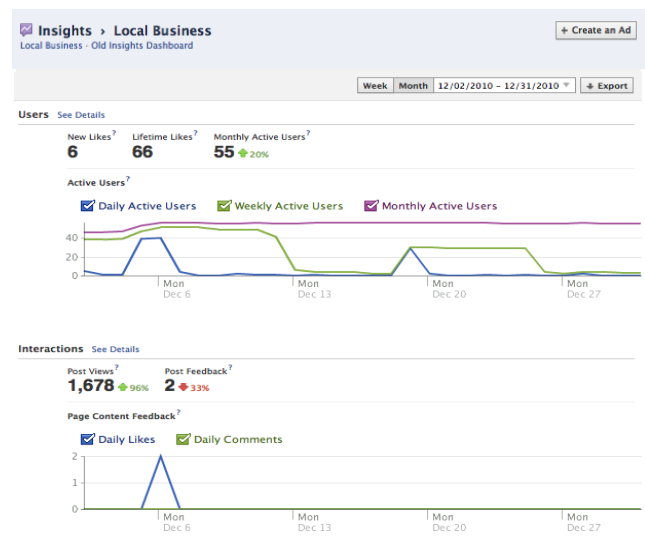 Insights › Local Business
Local Business · Old Insights Dashboard
+ Create an Ad
Week Month 12/02/2010 - 12/31/2010 Export
Users See Details
New Likes? Lifetime Likes? Monthly Active Users?
6 66 55 20%
Active Users?
Daily Active Users Weekly Active Users Monthly Active Users
40
20
0
Mon Mon Mon Mon
Dec 6 Dec 13 Dec 20 Dec 27
Interactions See Details
Post Views? Post Feedback?
1,678 96% 2 33%
Page Content Feedback?
Daily Likes Daily Comments
2
1
0
Mon Mon Mon Mon
Dec 6 Dec 13 Dec 20 Dec 27